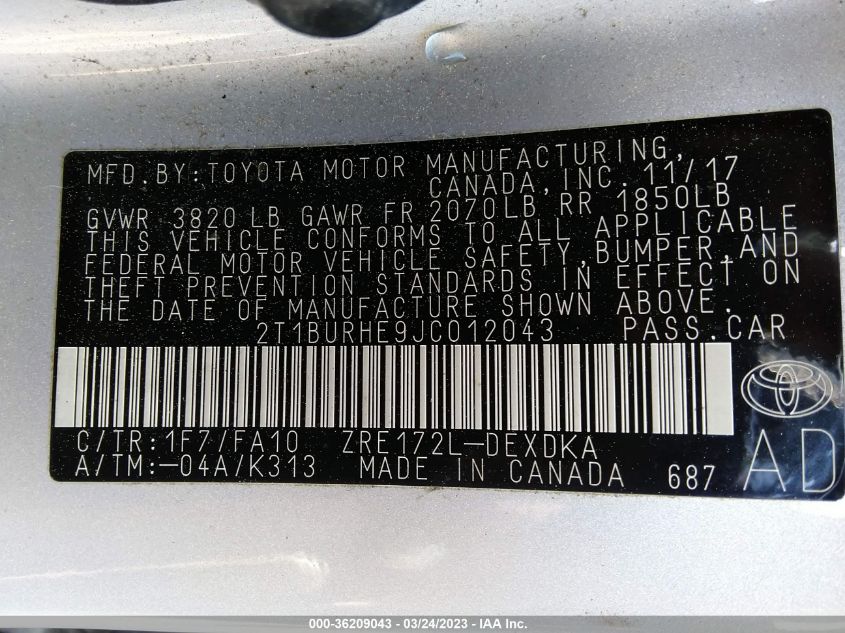 MFD.BY:TOYOTA MOTOR MANUFACTURING,
CANADA,INC. 11/17
GVWR 3820 LB GAWR FR 2070LB RR 1850LB
THIS VEHICLE CONFORMS TO ALL APPLICABLE
FEDERAL MOTOR VEHICLE SAFETY,BUMPER,AND
THEFT PREVENTION STANDARDS IN EFFECT ON
THE DATE OF MANUFACTURE SHOWN ABOVE.
2T1BURHE9JC012043 PASS.CAR
C/TR:1F7/FA10 ZRE172L-DEXDKA
A/TM:-04A/K313 MADE IN CANADA 687
AD
000-36209043 - 03/24/2023 - IAA Inc.